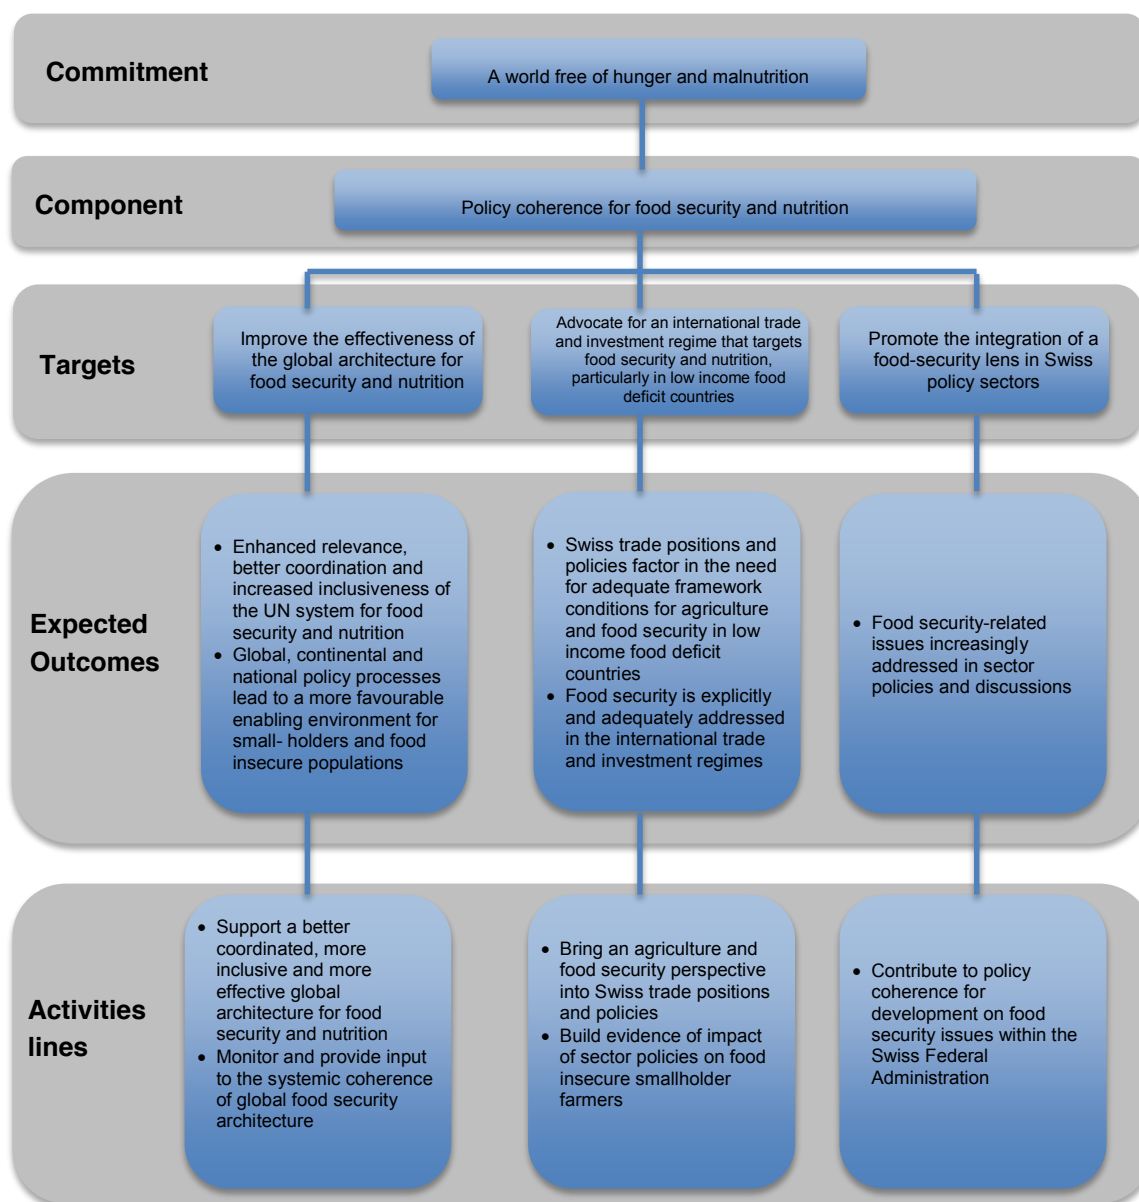 Commitment
A world free of hunger and malnutrition
Component
Policy coherence for food security and nutrition
Targets
Improve the effectiveness of
the global architecture for
food security and nutrition
Advocate for an international trade
and investment regime that targets
food security and nutrition,
particularly in low income food
deficit countries
Promote the integration of a
food-security lens in Swiss
policy sectors
Expected
Outcomes
• Enhanced relevance,
better coordination and
increased inclusiveness of
the UN system for food
security and nutrition
• Global, continental and
national policy processes
lead to a more favourable
enabling environment for
small- holders and food
insecure populations
• Swiss trade positions and
policies factor in the need
for adequate framework
conditions for agriculture
and food security in low
income food deficit
countries
• Food security is explicitly
and adequately addressed
in the international trade
and investment regimes
• Food security-related
issues increasingly
addressed in sector
policies and discussions
Activities
lines
• Support a better
coordinated, more
inclusive and more
effective global
architecture for food
security and nutrition
• Monitor and provide input
to the systemic coherence
of global food security
architecture
• Bring an agriculture and
food security perspective
into Swiss trade positions
and policies
• Build evidence of impact
of sector policies on food
insecure smallholder
farmers
• Contribute to policy
coherence for
development on food
security issues within the
Swiss Federal
Administration